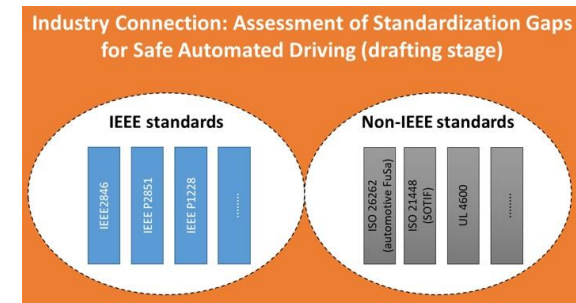 Industry Connection: Assessment of Standardization Gaps
for Safe Automated Driving (drafting stage)
IEEE standards
IEEE2846
IEEE P2851
IEEE P1228
........
Non-IEEE standards
ISO 26262
(automotive FuSa)
ISO 21448
(SOTIF)
UL 4600
........